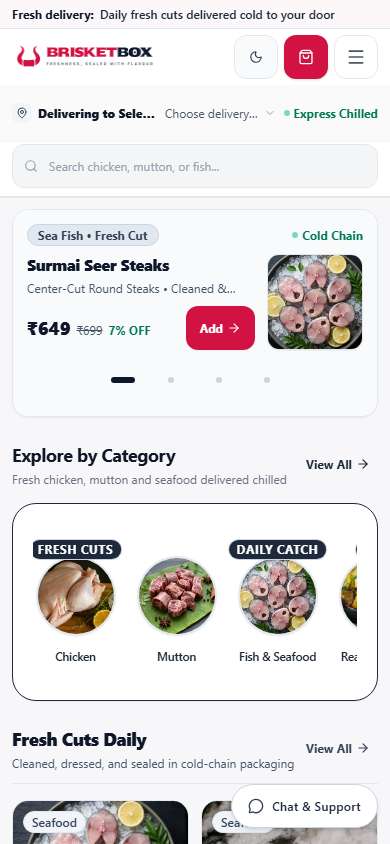 Fresh delivery: Daily fresh cuts delivered cold to your door
BRISKETBOX
FRESHNESS, SEALED WITH FLAVOUR
Delivering to Sele... Choose delivery... Express Chilled
Search chicken, mutton, or fish...
Sea Fish • Fresh Cut
Cold Chain
Surmai Seer Steaks
Center-Cut Round Steaks • Cleaned &...
₹649 ₹699 7% OFF
Add →
Explore by Category
View All →
Fresh chicken, mutton and seafood delivered chilled
FRESH CUTS
DAILY CATCH
Chicken
Mutton
Fish & Seafood
Rea
Fresh Cuts Daily
View All →
Cleaned, dressed, and sealed in cold-chain packaging
Seafood
Sea
Chat & Support